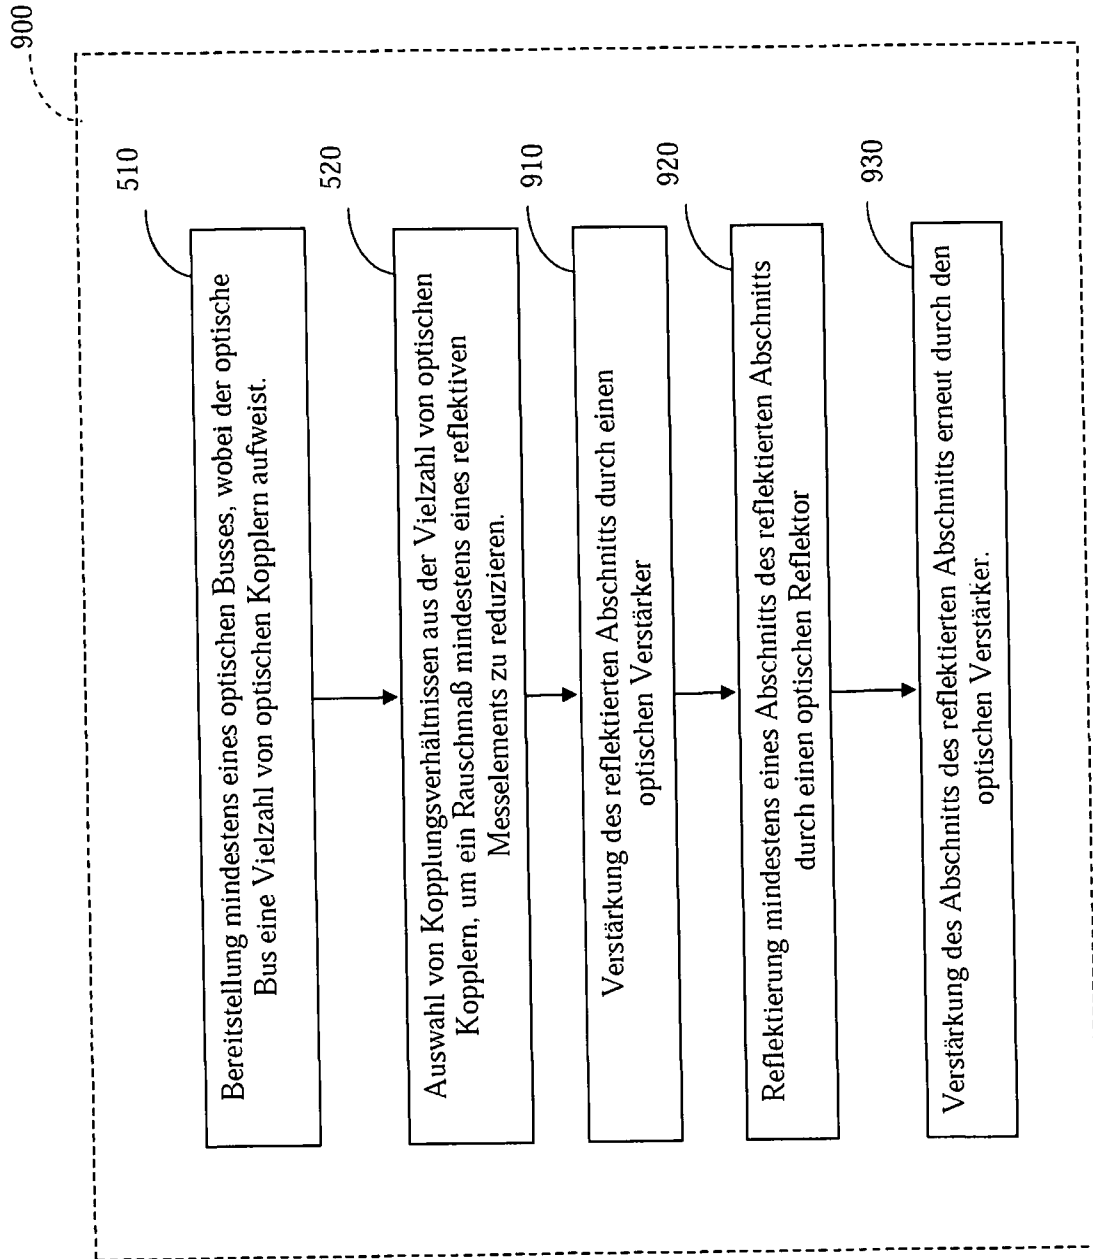 900
510
Bereitstellung mindestens eines optischen Busses, wobei der optische
Bus eine Vielzahl von optischen Kopplern aufweist.
520
Auswahl von Kopplungsverhältnissen aus der Vielzahl von optischen
Kopplern, um ein Rauschmaß mindestens eines reflektiven
Messelements zu reduzieren.
910
Verstärkung des reflektierten Abschnitts durch einen
optischen Verstärker
920
Reflektierung mindestens eines Abschnitts des reflektierten Abschnitts
durch einen optischen Reflektor
930
Verstärkung des Abschnitts des reflektierten Abschnitts erneut durch den
optischen Verstärker.